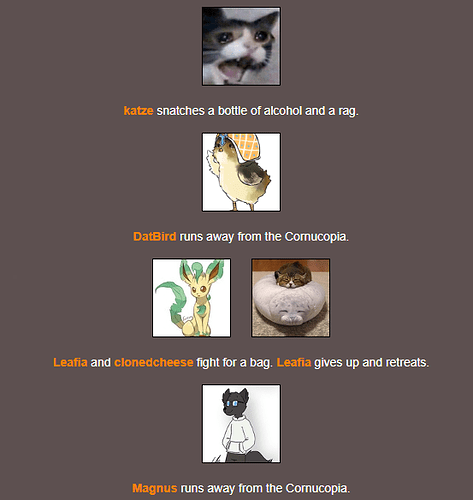 katze snatches a bottle of alcohol and a rag.
DatBird runs away from the Cornucopia.
Leafia and clonedcheese fight for a bag. Leafia gives up and retreats.
Magnus runs away from the Cornucopia.